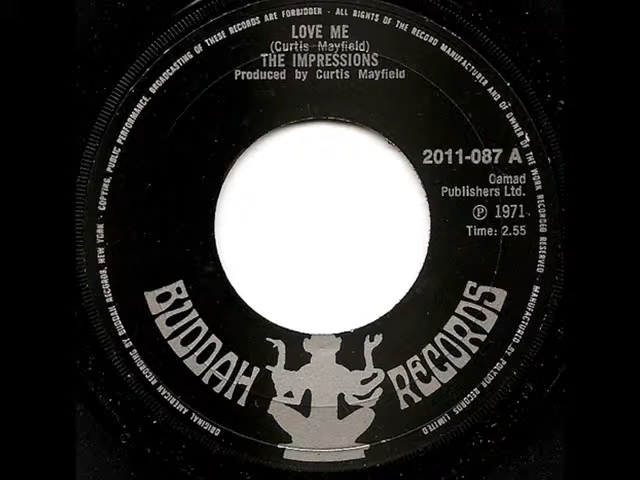 LOVE ME
(Curtis Mayfield)
THE IMPRESSIONS
Produced by Curtis Mayfield
2011-087 A
Camad
Publishers Ltd.
Ⓟ 1971
Time: 2.55
BUDDAH RECORDS
ORIGINAL AMERICAN RECORDING BY BUDDAH RECORDS, NEW YORK · COPYING, PUBLIC PERFORMANCE, BROADCASTING OF THESE RECORDS ARE FORBIDDEN · ALL RIGHTS OF THE RECORD MANUFACTURER AND OF OWNER OF THE WORK RECORDED RESERVED · MANUFACTURED BY POLYDOR RECORDS LIMITED